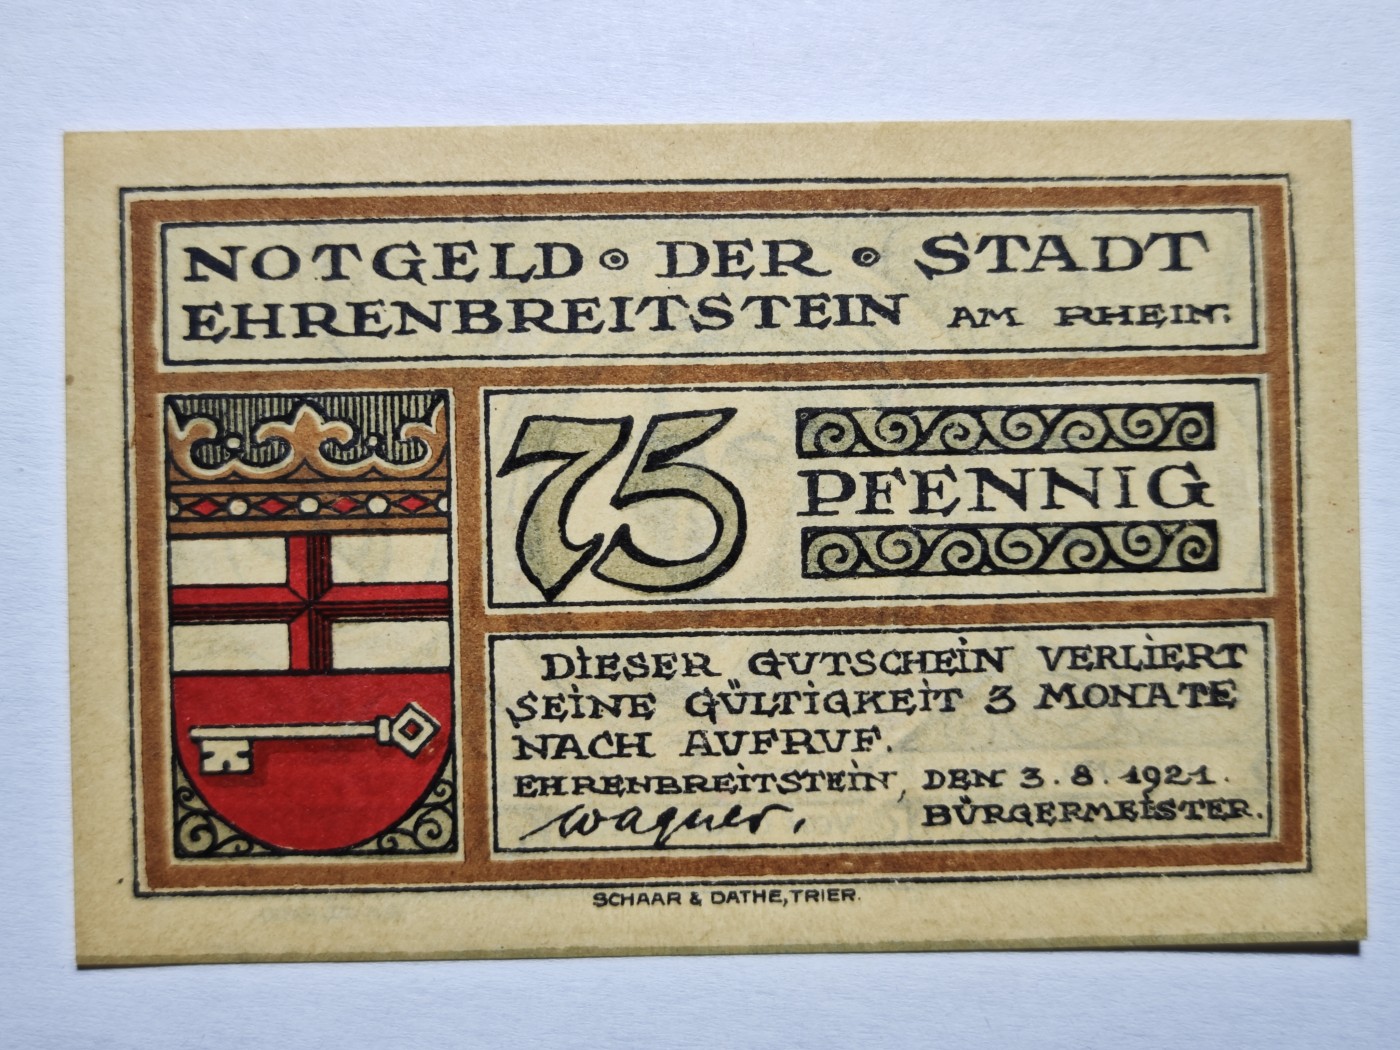 NOTGELD • DER • STADT
EHRENBREITSTEIN AM RHEIN.
75 PFENNIG
DIESER GUTSCHEIN VERLIERT
SEINE GÜLTIGKEIT 3 MONATE
NACH AUFRUF.
EHRENBREITSTEIN, DEN 3. 8. 1921.
Wagner, BÜRGERMEISTER.
SCHAAR & DATHE, TRIER.